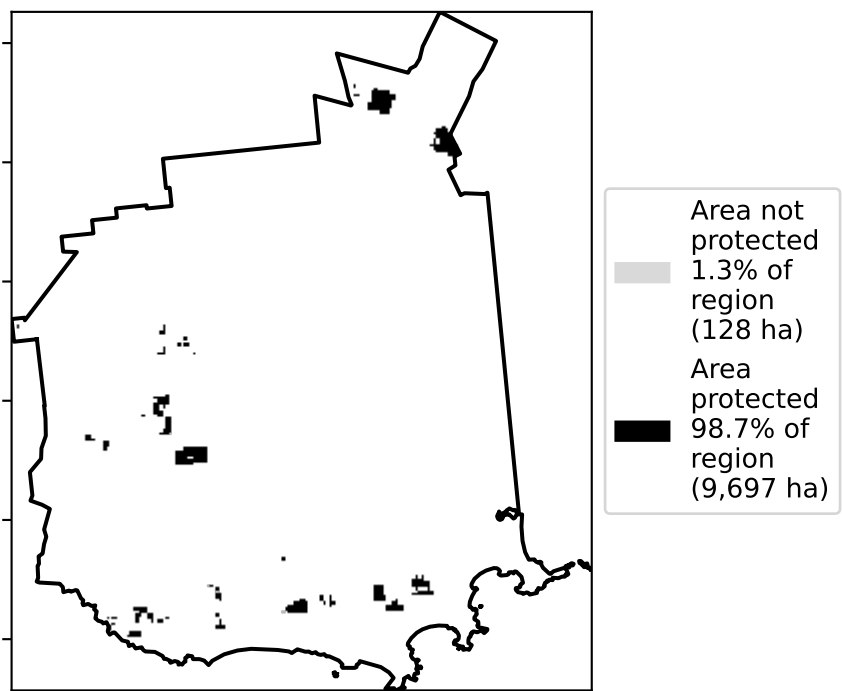 Area not
protected
1.3% of
region
(128 ha)
Area
protected
98.7% of
region
(9,697 ha)